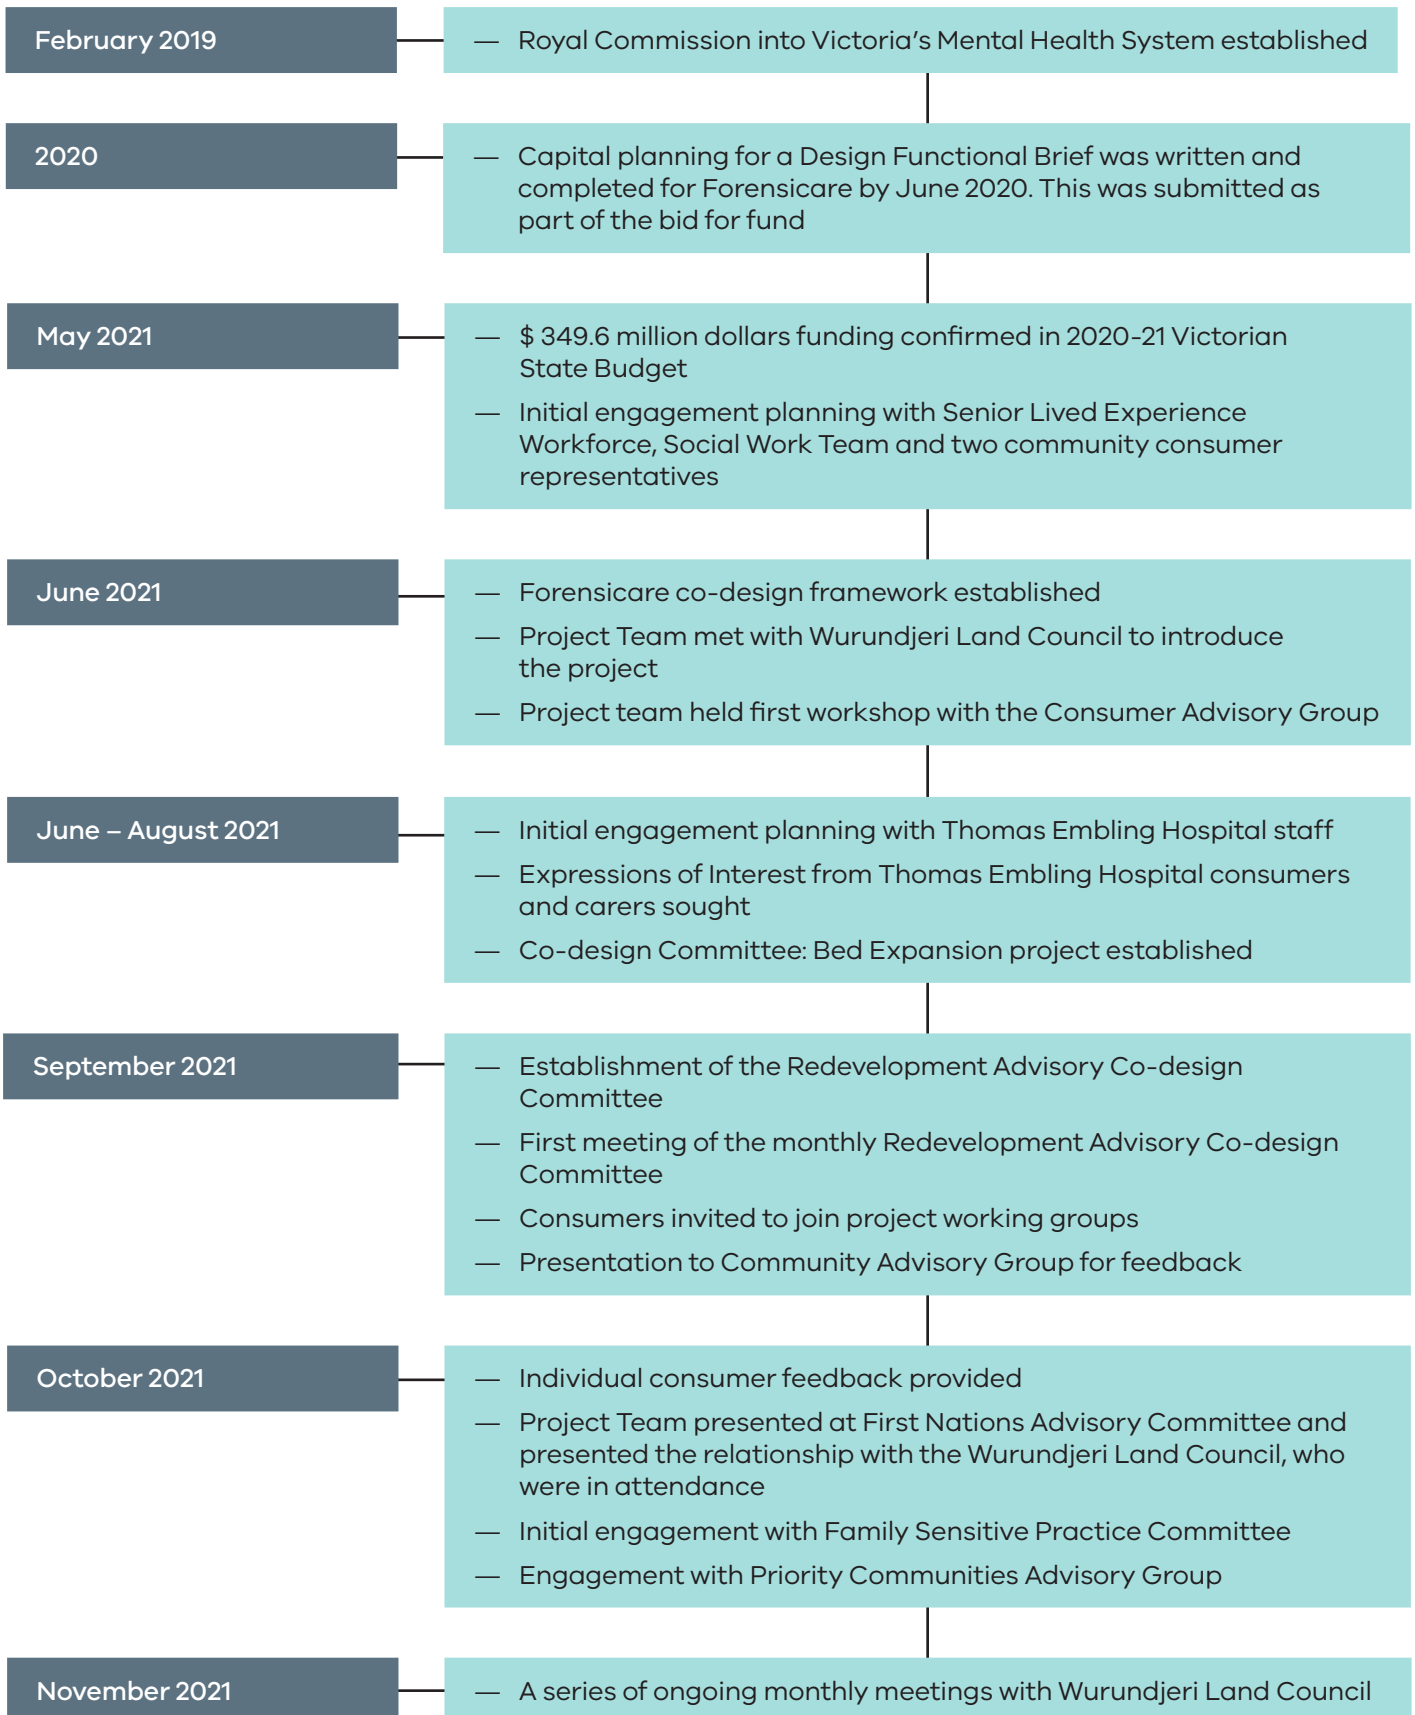 February 2019
— Royal Commission into Victoria's Mental Health System established
2020
— Capital planning for a Design Functional Brief was written and
completed for Forensicare by June 2020. This was submitted as
part of the bid for fund
May 2021
— $ 349.6 million dollars funding confirmed in 2020-21 Victorian
State Budget
— Initial engagement planning with Senior Lived Experience
Workforce, Social Work Team and two community consumer
representatives
June 2021
— Forensicare co-design framework established
— Project Team met with Wurundjeri Land Council to introduce
the project
— Project team held first workshop with the Consumer Advisory Group
June – August 2021
— Initial engagement planning with Thomas Embling Hospital staff
— Expressions of Interest from Thomas Embling Hospital consumers
and carers sought
— Co-design Committee: Bed Expansion project established
September 2021
— Establishment of the Redevelopment Advisory Co-design
Committee
— First meeting of the monthly Redevelopment Advisory Co-design
Committee
— Consumers invited to join project working groups
— Presentation to Community Advisory Group for feedback
October 2021
— Individual consumer feedback provided
— Project Team presented at First Nations Advisory Committee and
presented the relationship with the Wurundjeri Land Council, who
were in attendance
— Initial engagement with Family Sensitive Practice Committee
— Engagement with Priority Communities Advisory Group
November 2021
— A series of ongoing monthly meetings with Wurundjeri Land Council